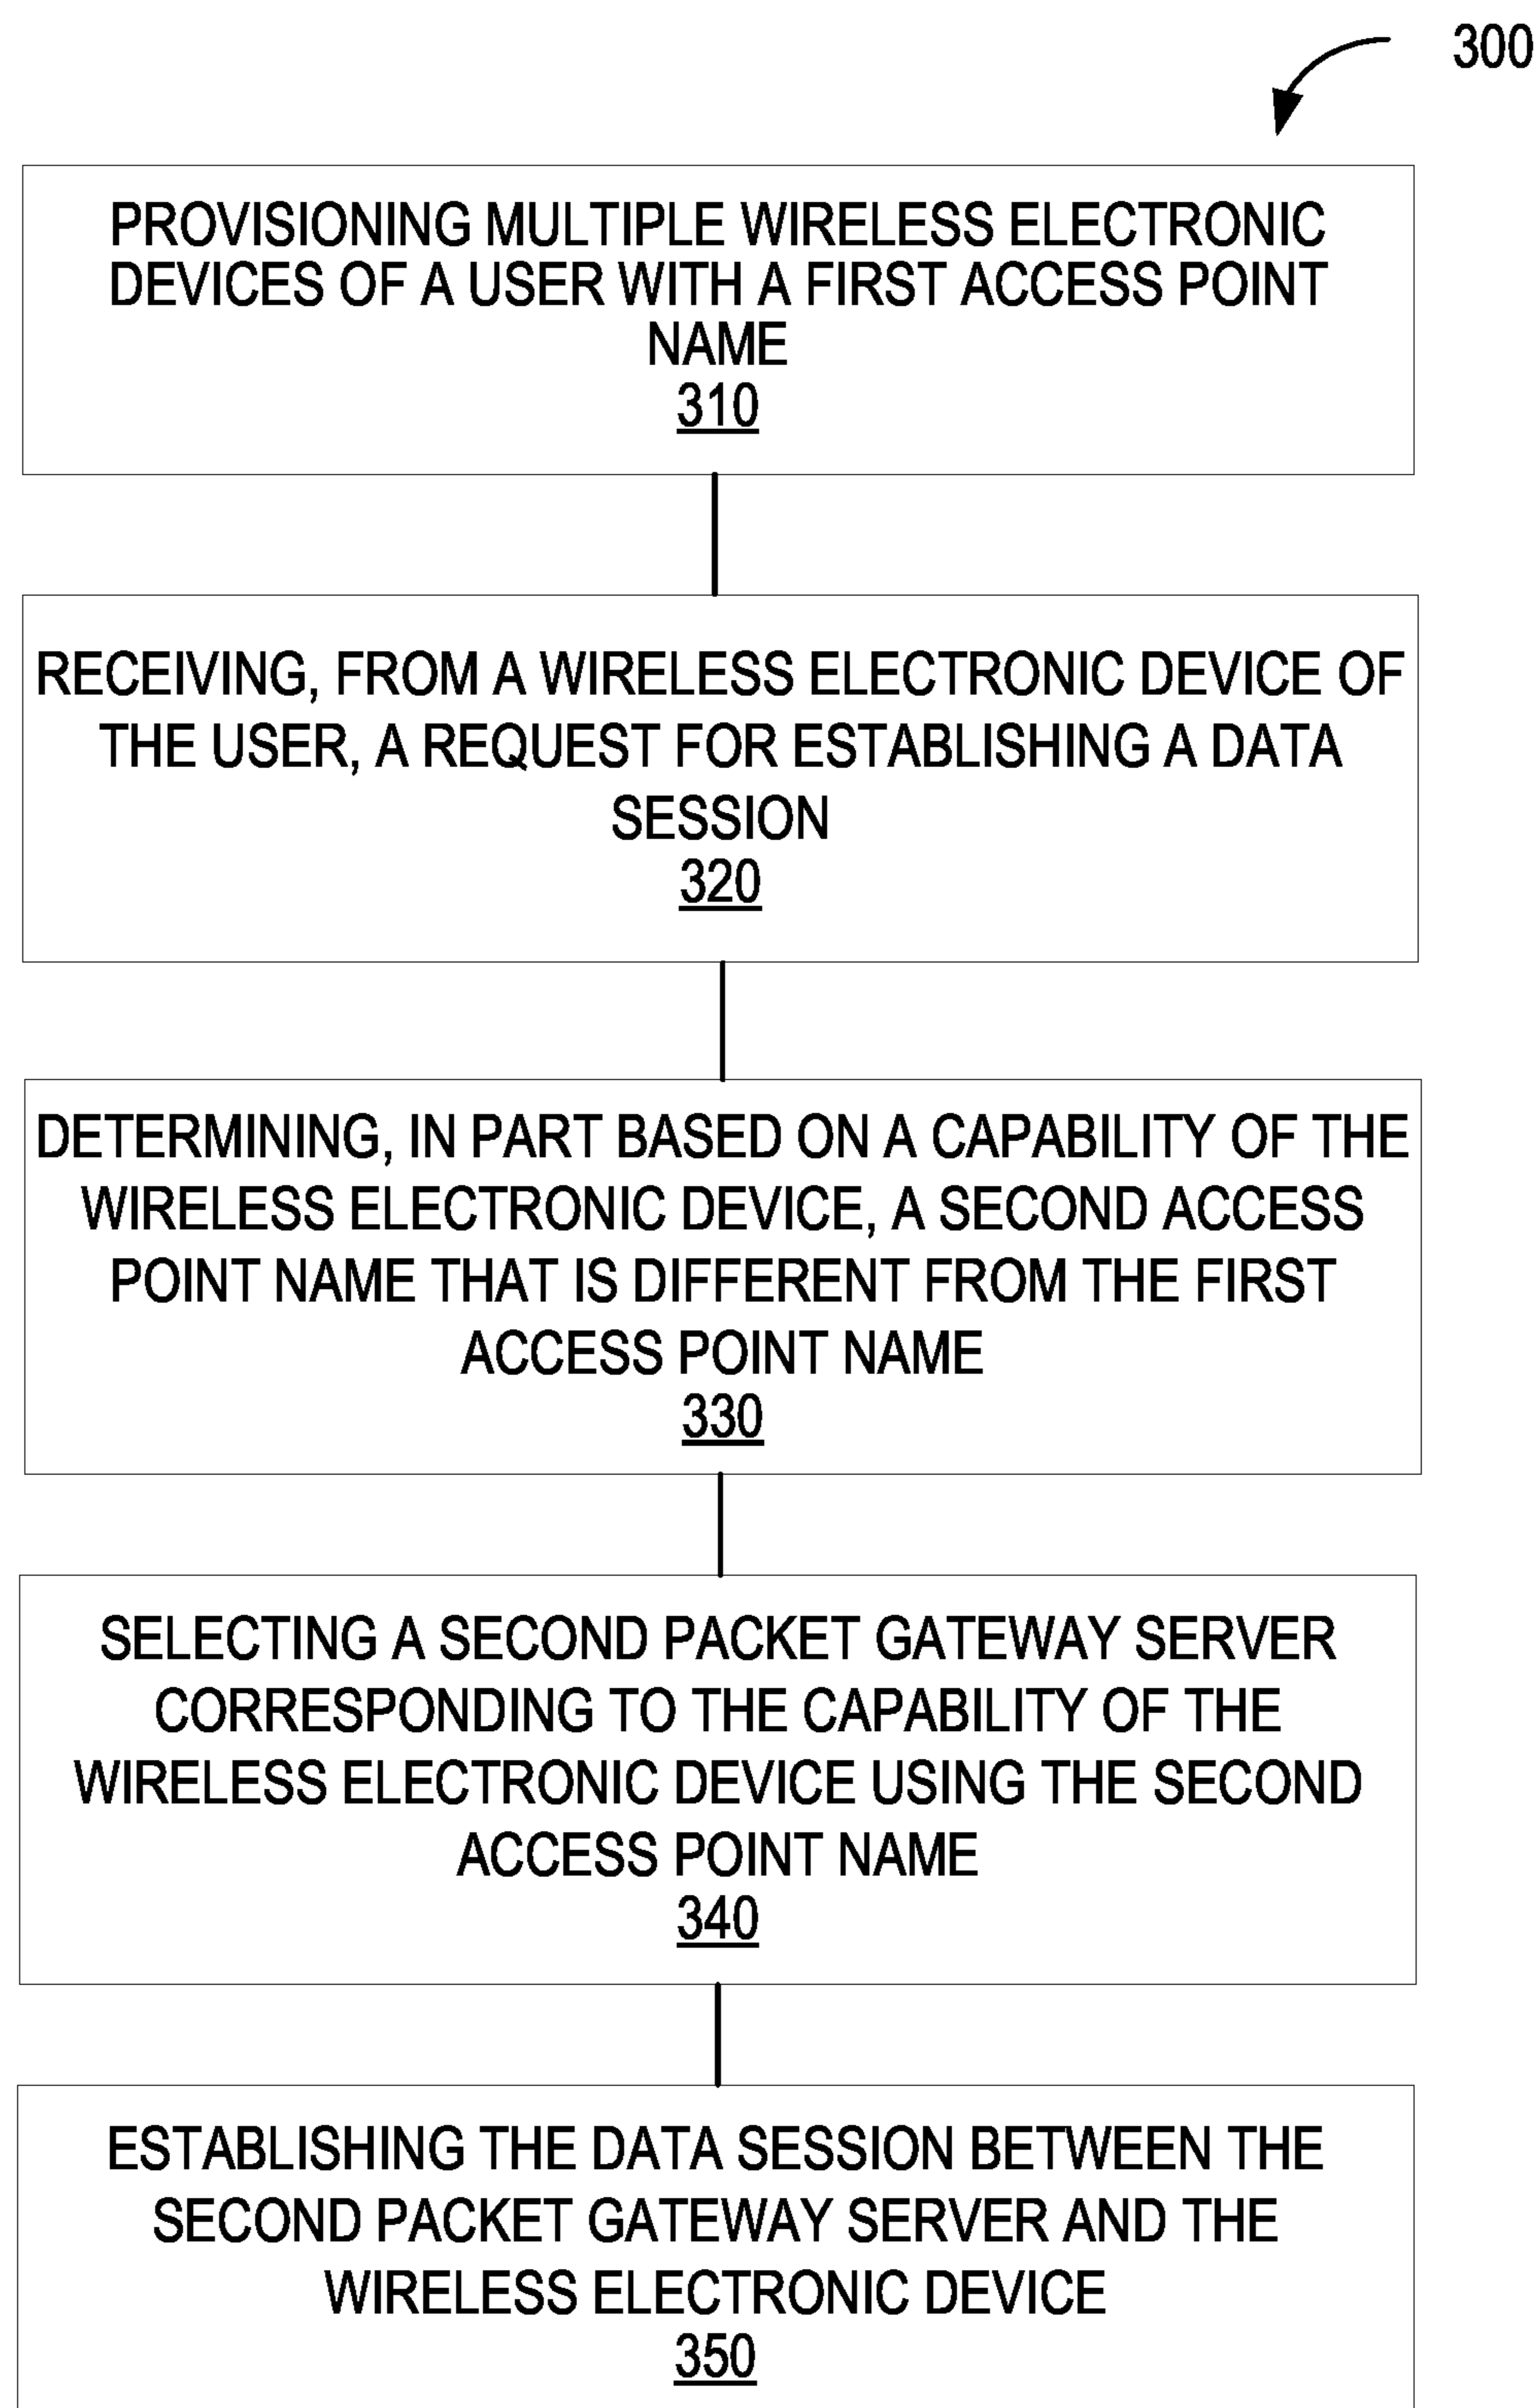 300
PROVISIONING MULTIPLE WIRELESS ELECTRONIC
DEVICES OF A USER WITH A FIRST ACCESS POINT
NAME
310
RECEIVING, FROM A WIRELESS ELECTRONIC DEVICE OF
THE USER, A REQUEST FOR ESTABLISHING A DATA
SESSION
320
DETERMINING, IN PART BASED ON A CAPABILITY OF THE
WIRELESS ELECTRONIC DEVICE, A SECOND ACCESS
POINT NAME THAT IS DIFFERENT FROM THE FIRST
ACCESS POINT NAME
330
SELECTING A SECOND PACKET GATEWAY SERVER
CORRESPONDING TO THE CAPABILITY OF THE
WIRELESS ELECTRONIC DEVICE USING THE SECOND
ACCESS POINT NAME
340
ESTABLISHING THE DATA SESSION BETWEEN THE
SECOND PACKET GATEWAY SERVER AND THE
WIRELESS ELECTRONIC DEVICE
350